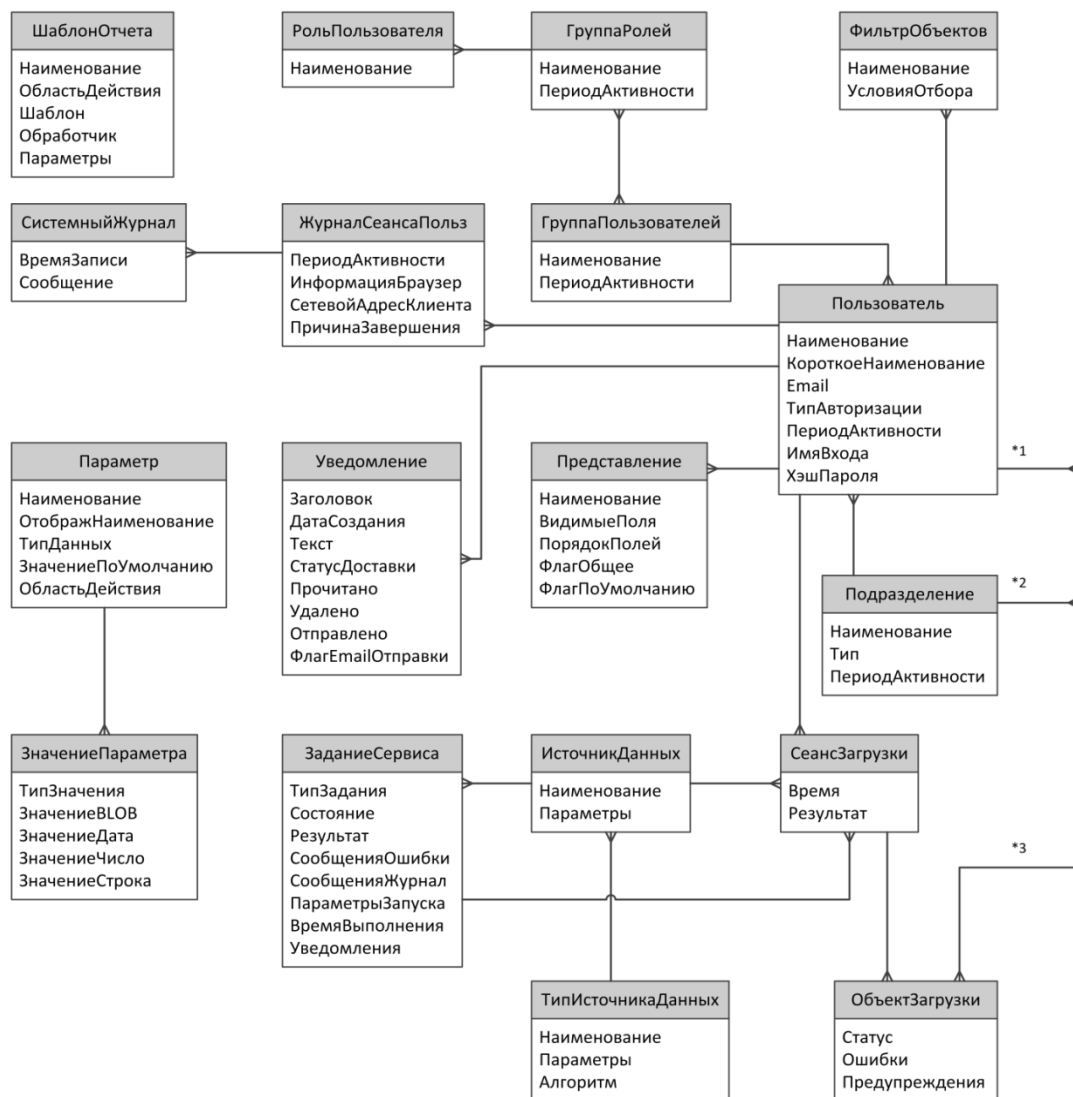 ШаблонОтчета
Наименование
ОбластьДействия
Шаблон
Обработчик
Параметры
РольПользователя
Наименование
ГруппаРолей
Наименование
ПериодАктивности
ФильтрОбъектов
Наименование
УсловияОтбора
СистемныйЖурнал
ВремяЗаписи
Сообщение
ЖурналСеансаПольз
ПериодАктивности
ИнформацияБраузер
СетевойАдресКлиента
ПричинаЗавершения
ГруппаПользователей
Наименование
ПериодАктивности
Пользователь
Наименование
КороткоеНаименование
Email
ТипАвторизации
ПериодАктивности
ИмяВхода
ХэшПароля
*1
Параметр
Наименование
ОтображНаименование
ТипДанных
ЗначениеПоУмолчанию
ОбластьДействия
Уведомление
Заголовок
ДатаСоздания
Текст
СтатусДоставки
Прочитано
Удалено
Отправлено
ФлагEmailОтправки
Представление
Наименование
ВидимыеПоля
ПорядокПолей
ФлагОбщее
ФлагПоУмолчанию
Подразделение
Наименование
Тип
ПериодАктивности
*2
ЗначениеПараметра
ТипЗначения
ЗначениеBLOB
ЗначениеДата
ЗначениеЧисло
ЗначениеСтрока
ЗаданиеСервиса
ТипЗадания
Состояние
Результат
СообщенияОшибки
СообщенияЖурнал
ПараметрыЗапуска
ВремяВыполнения
Уведомления
ИсточникДанных
Наименование
Параметры
СеансЗагрузки
Время
Результат
*3
ТипИсточникаДанных
Наименование
Параметры
Алгоритм
ОбъектЗагрузки
Статус
Ошибки
Предупреждения